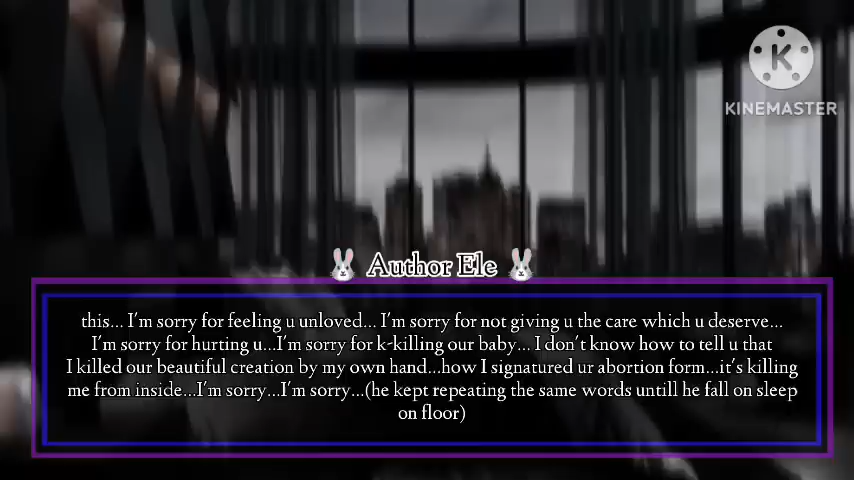 KINEMASTER
🐰 Author Ele 🐰
this... I'm sorry for feeling u unloved... I'm sorry for not giving u the care which u deserve...
I'm sorry for hurting u...I'm sorry for k-killing our baby... I don't know how to tell u that
I killed our beautiful creation by my own hand...how I signatured ur abortion form...it's killing
me from inside...I'm sorry...I'm sorry...(he kept repeating the same words untill he fall on sleep
on floor)